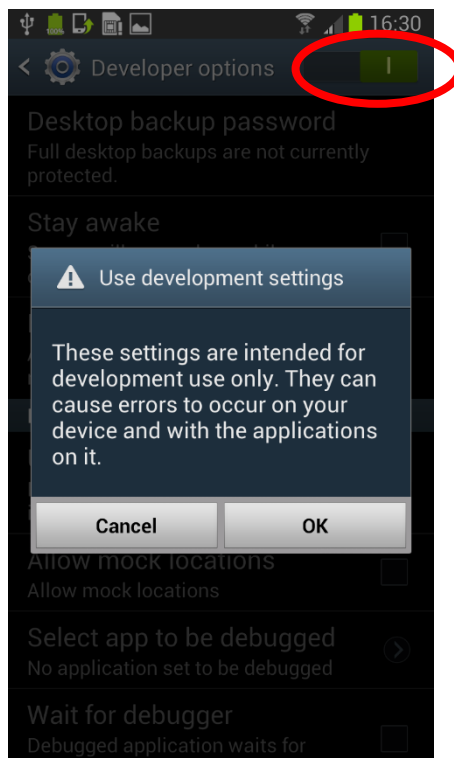 16:30
Developer options
Desktop backup password
Full desktop backups are not currently
protected.
Stay awake
Use development settings
These settings are intended for
development use only. They can
cause errors to occur on your
device and with the applications
on it.
Cancel
OK
Allow mock locations
Allow mock locations
Select app to be debugged
No application set to be debugged
Wait for debugger
Debugged application waits for